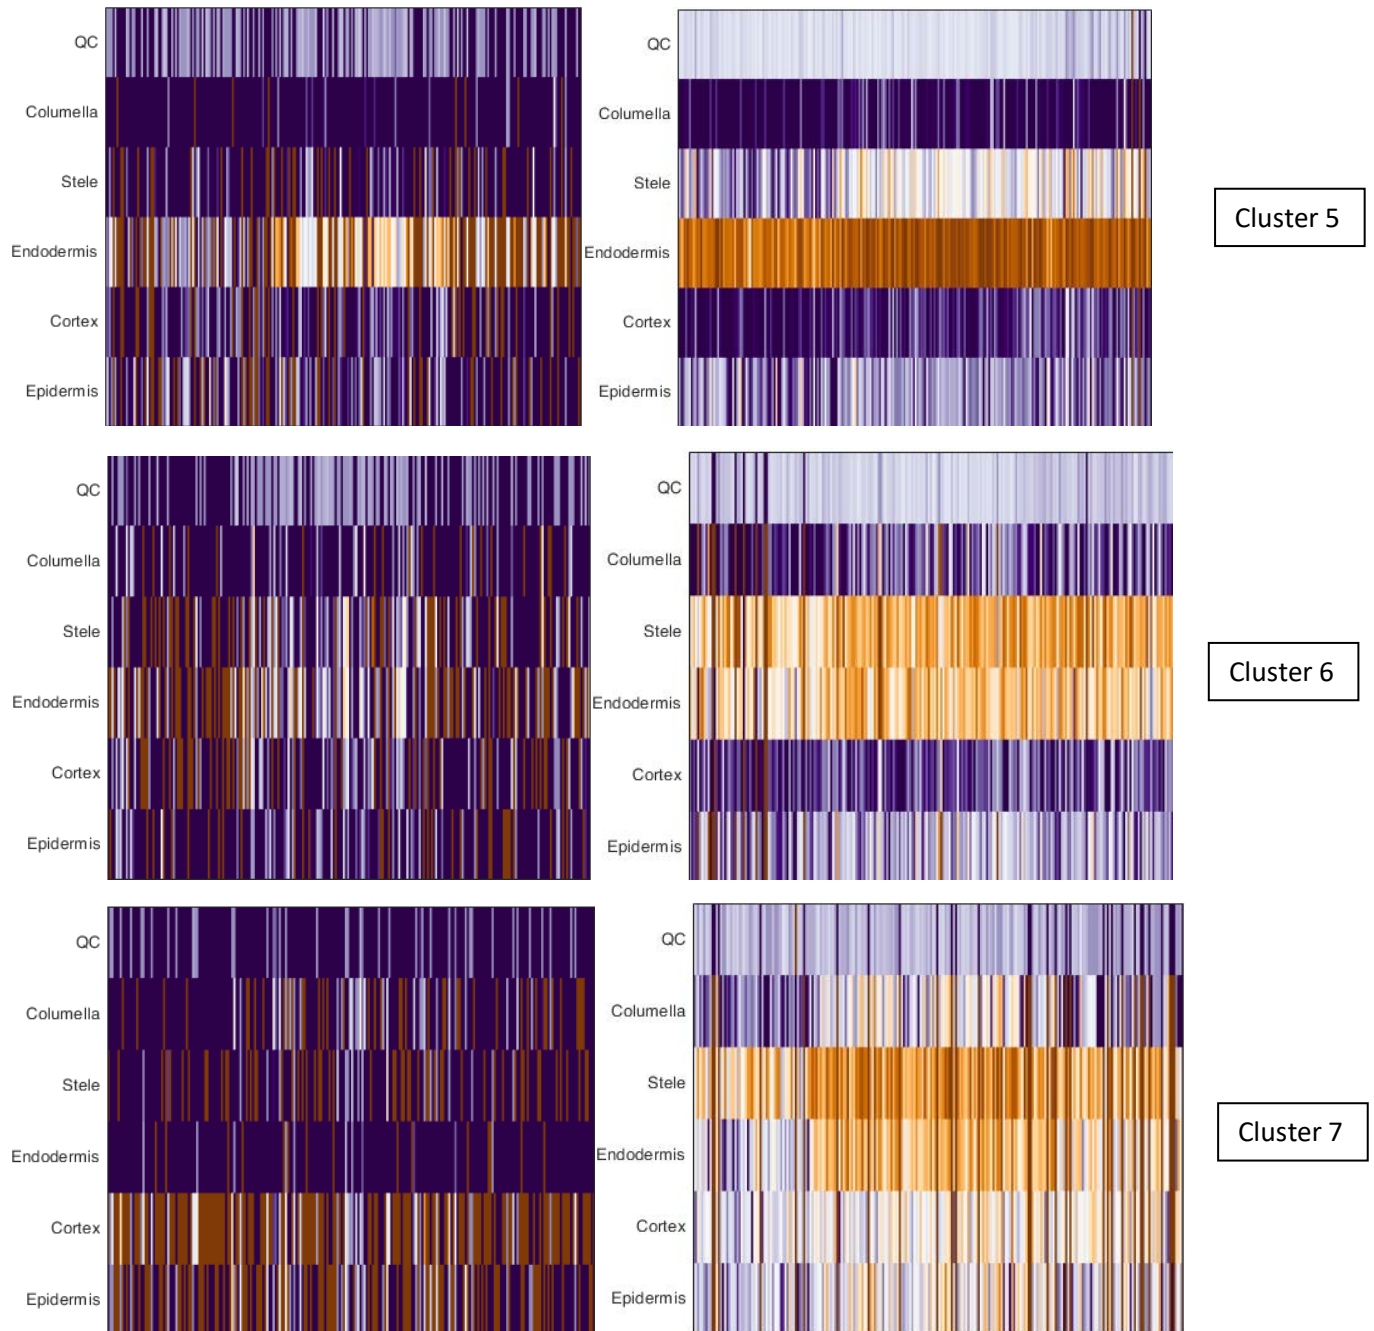 QC
Columella
Stele
Endodermis
Cortex
Epidermis
QC
Columella
Stele
Endodermis
Cortex
Epidermis
Cluster 5
QC
Columella
Stele
Endodermis
Cortex
Epidermis
QC
Columella
Stele
Endodermis
Cortex
Epidermis
Cluster 6
QC
Columella
Stele
Endodermis
Cortex
Epidermis
QC
Columella
Stele
Endodermis
Cortex
Epidermis
Cluster 7